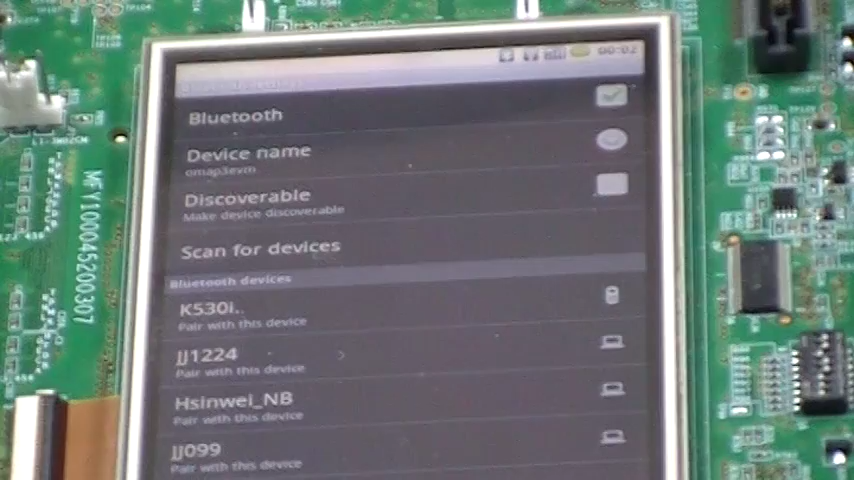 00:02
Bluetooth
Device name
omap3evm
Discoverable
Make device discoverable
Scan for devices
Bluetooth devices
K530i..
Pair with this device
JJ1224
Pair with this device
Hsinwei_NB
Pair with this device
JJ099
Pair with this device
MFY100045200307